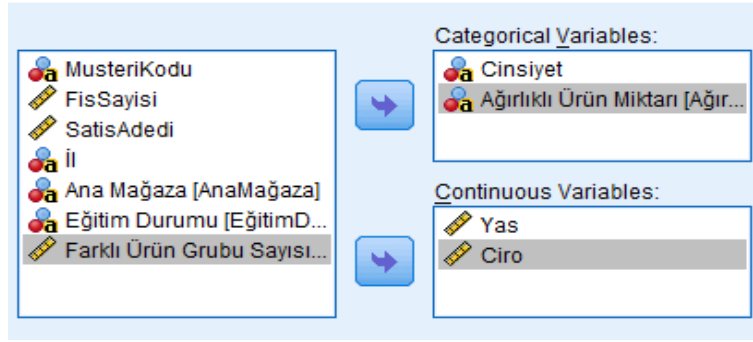 MusteriKodu
FisSayisi
SatisAdedi
İl
Ana Mağaza [AnaMağaza]
Eğitim Durumu [EğitimD...
Farklı Ürün Grubu Sayısı...
Categorical Variables:
Cinsiyet
Ağırlıklı Ürün Miktarı [Ağır...
Continuous Variables:
Yas
Ciro